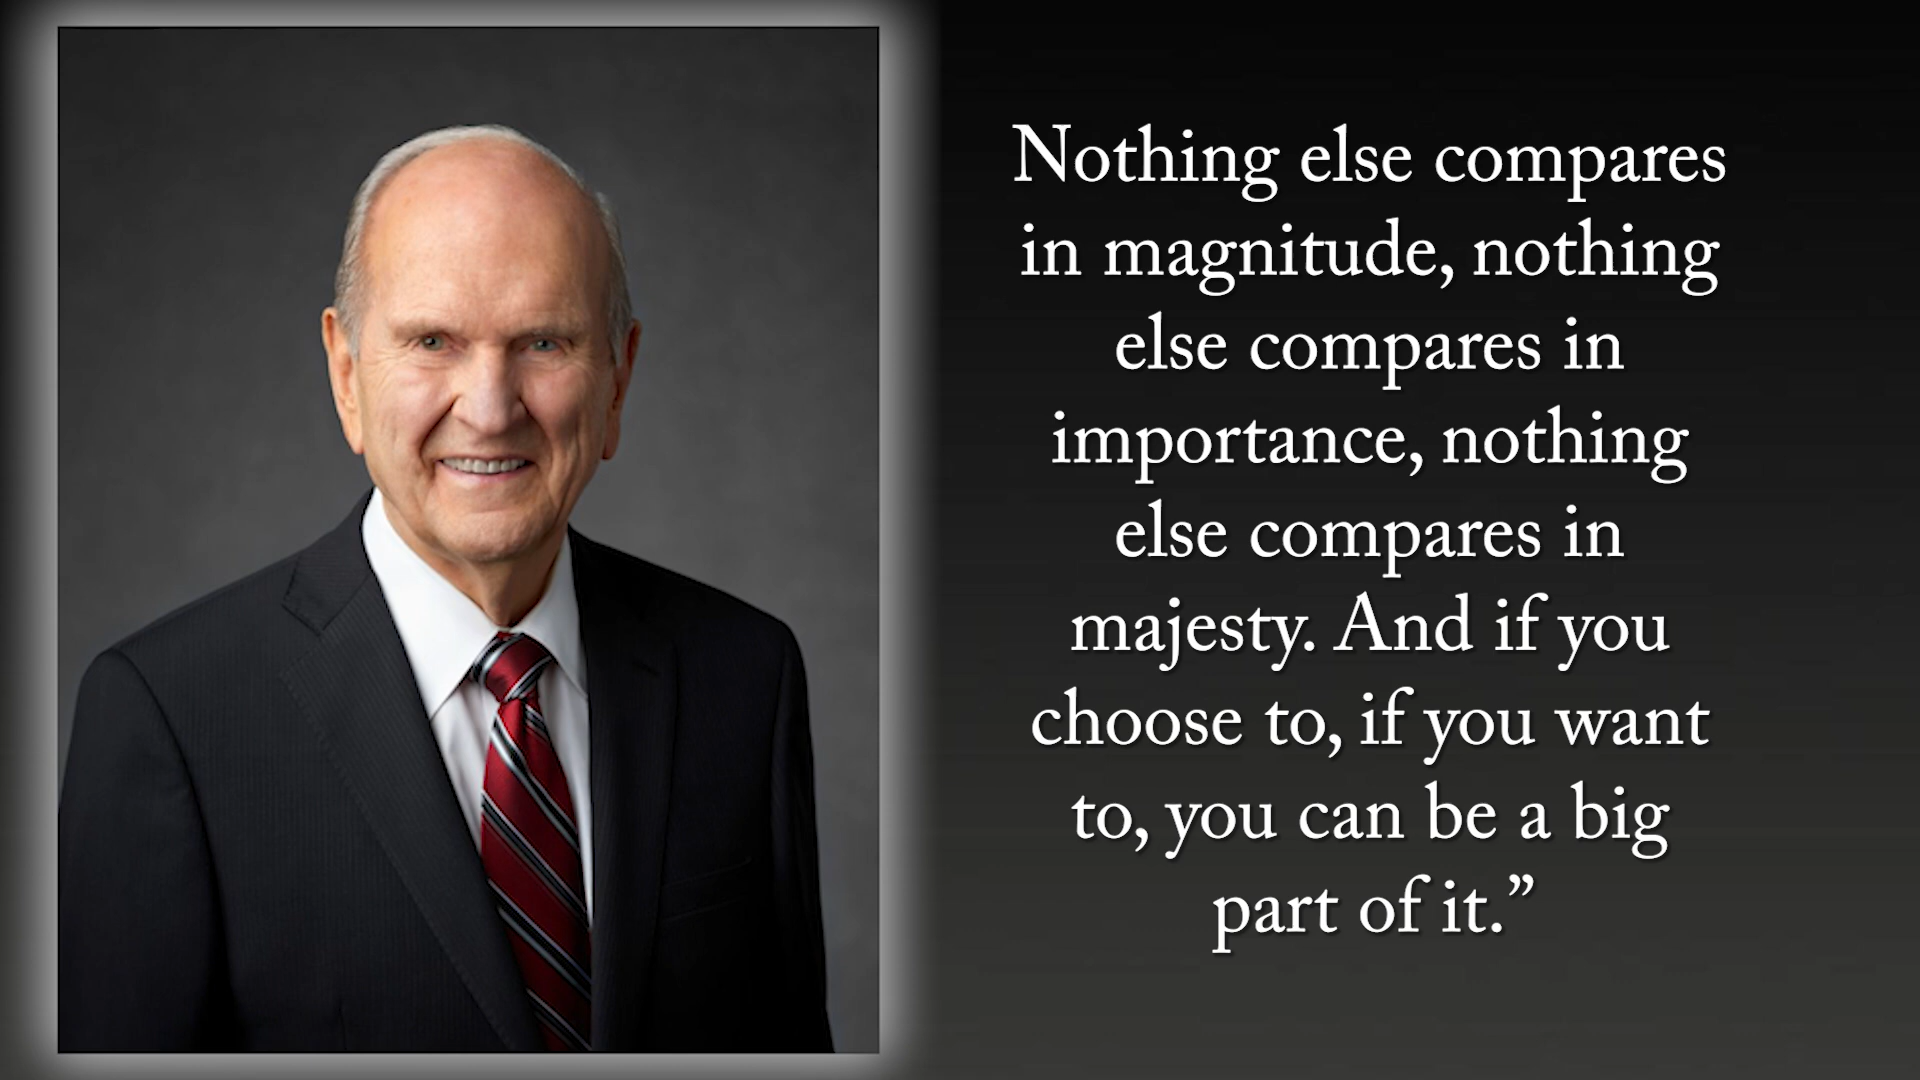 Nothing else compares
in magnitude, nothing
else compares in
importance, nothing
else compares in
majesty. And if you
choose to, if you want
to, you can be a big
part of it.”